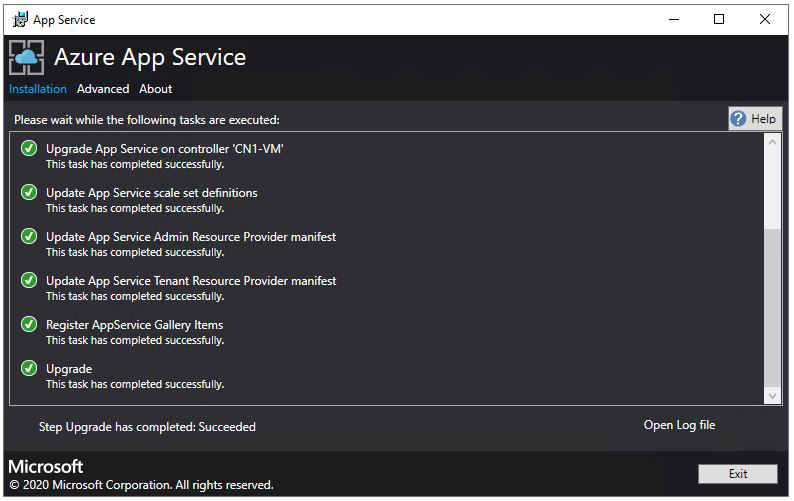 App Service
Azure App Service
Installation Advanced About
Please wait while the following tasks are executed:
Help
Upgrade App Service on controller 'CN1-VM'
This task has completed successfully.
Update App Service scale set definitions
This task has completed successfully.
Update App Service Admin Resource Provider manifest
This task has completed successfully.
Update App Service Tenant Resource Provider manifest
This task has completed successfully.
Register AppService Gallery Items
This task has completed successfully.
Upgrade
This task has completed successfully.
Step Upgrade has completed: Succeeded
Open Log file
Microsoft
© 2020 Microsoft Corporation. All rights reserved.
Exit